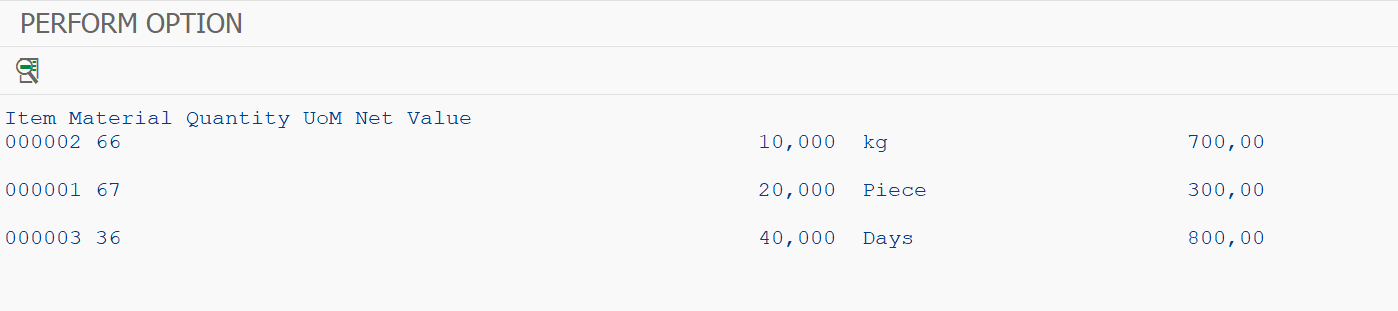 PERFORM OPTION
Item Material Quantity UoM Net Value
000002 66 10,000 kg 700,00
000001 67 20,000 Piece 300,00
000003 36 40,000 Days 800,00